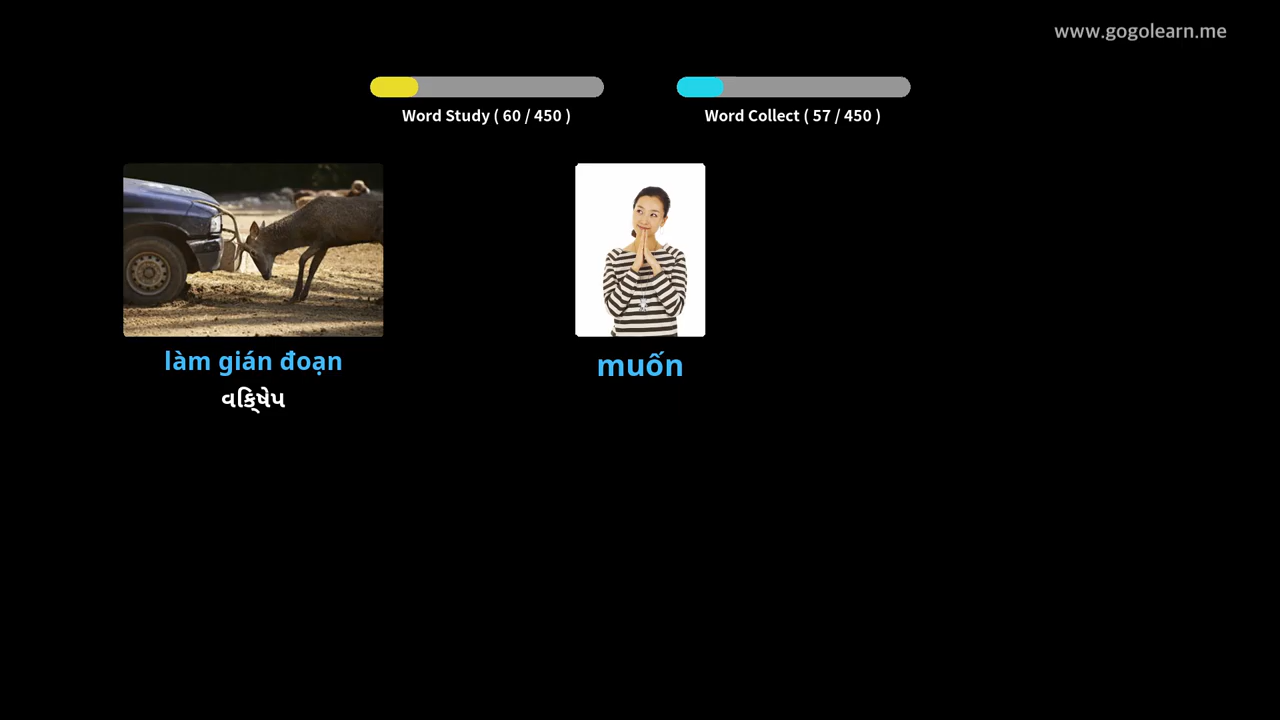 www.gogolearn.me
Word Study ( 60 / 450 )
Word Collect ( 57 / 450 )
làm gián đoạn
વિક્ષેપ
muốn